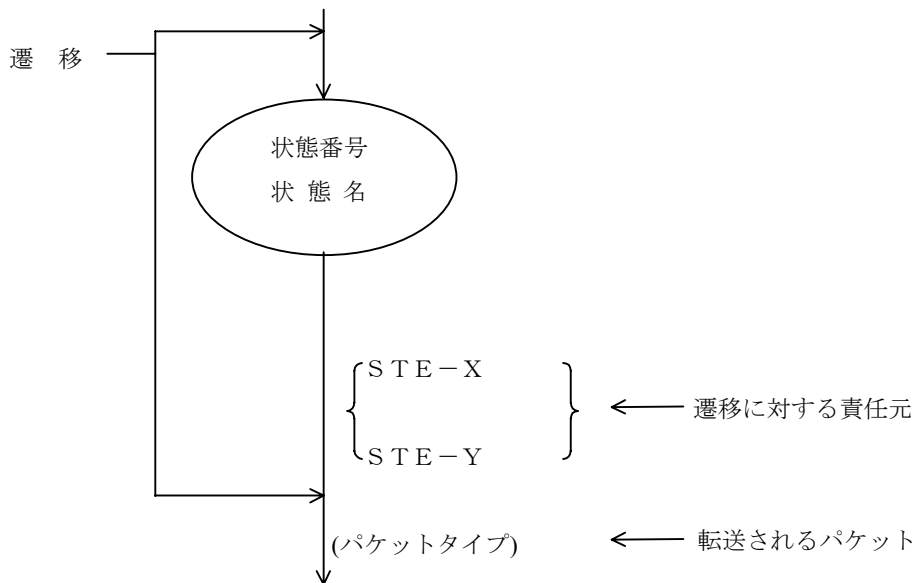 遷 移
状態番号
状 態 名
STE-X
遷移に対する責任元
STE-Y
(パケットタイプ)
転送されるパケット